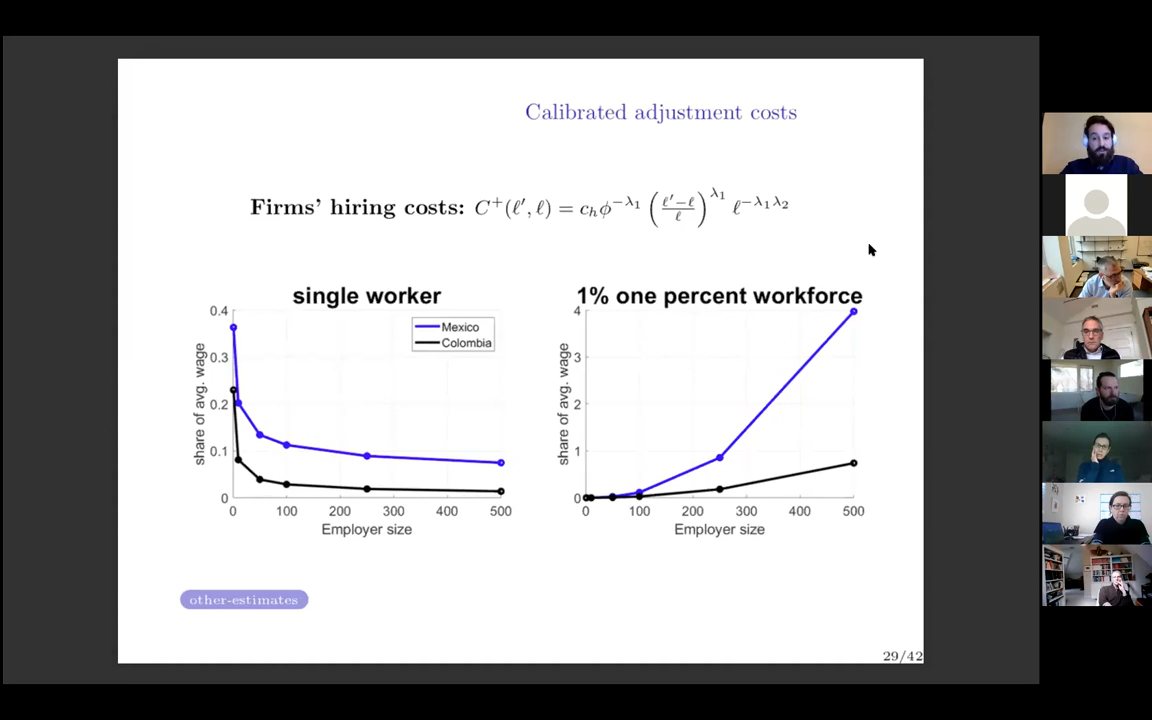 Calibrated adjustment costs
Firms' hiring costs: C⁺(ℓ′, ℓ) = c_h ϕ^{−λ₁} ((ℓ′−ℓ)/ℓ)^{λ₁} ℓ^{−λ₁λ₂}
single worker
0.4
0.3
0.2
0.1
0
share of avg. wage
Mexico
Colombia
0 100 200 300 400 500
Employer size
1% one percent workforce
4
3
2
1
0
share of avg. wage
0 100 200 300 400 500
Employer size
other-estimates
29/42